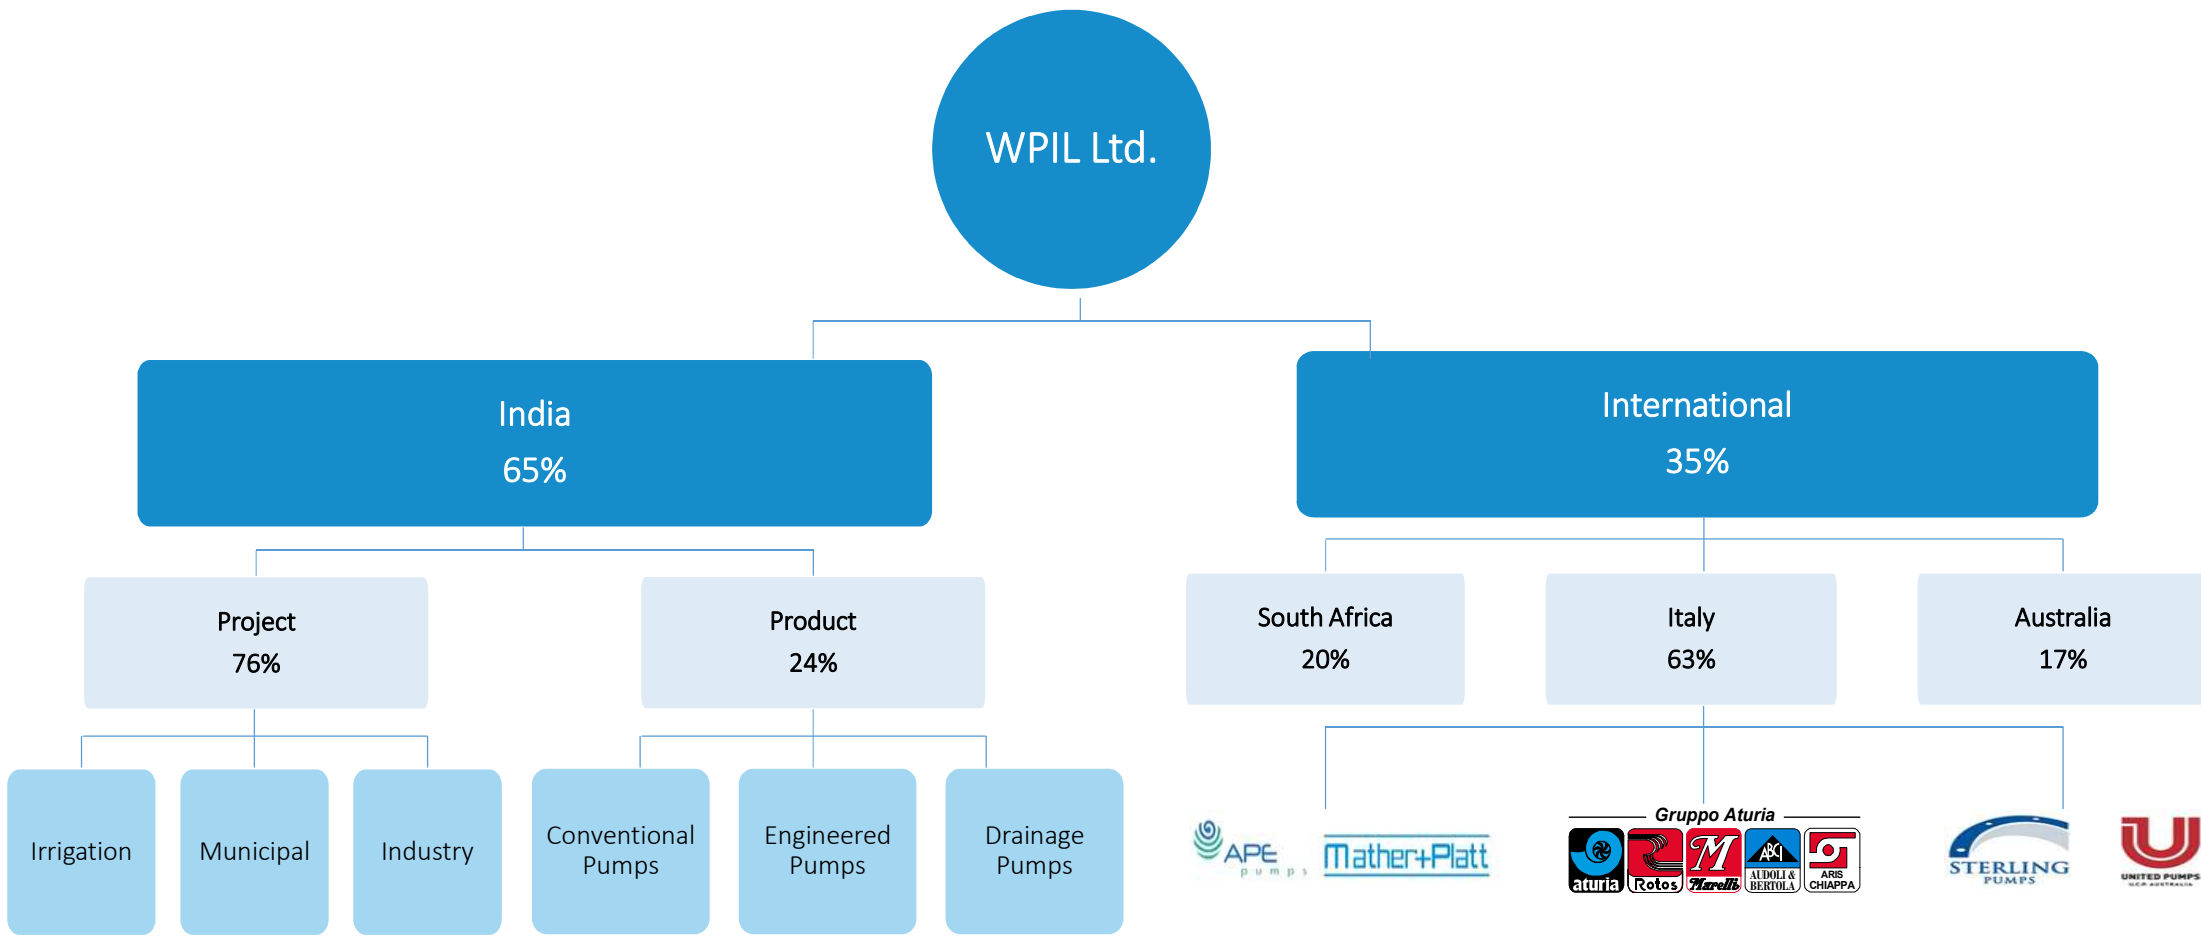 WPIL Ltd.
India
65%
International
35%
Project
76%
Product
24%
South Africa
20%
Italy
63%
Australia
17%
Irrigation
Municipal
Industry
Conventional
Pumps
Engineered
Pumps
Drainage
Pumps
APE
pumps
Mather+Platt
Gruppo Aturia
aturia
Rotos
M
Marelli
ABCI
AUDOLI &
BERTOLA
ARIS
CHIAPPA
STERLING
PUMPS
UNITED PUMPS
U.C.P. AUSTRALIA